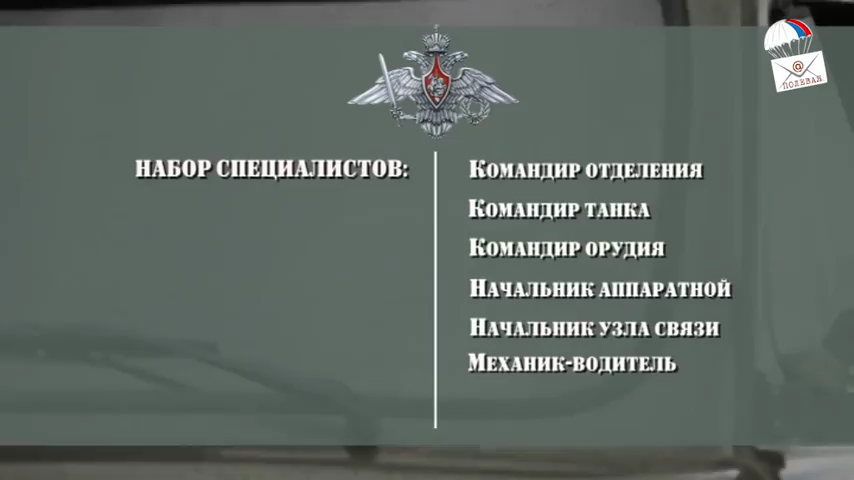 @
ПОЛЕВАЯ
НАБОР СПЕЦИАЛИСТОВ:
КОМАНДИР ОТДЕЛЕНИЯ
КОМАНДИР ТАНКА
КОМАНДИР ОРУДИЯ
НАЧАЛЬНИК АППАРАТНОЙ
НАЧАЛЬНИК УЗЛА СВЯЗИ
МЕХАНИК-ВОДИТЕЛЬ